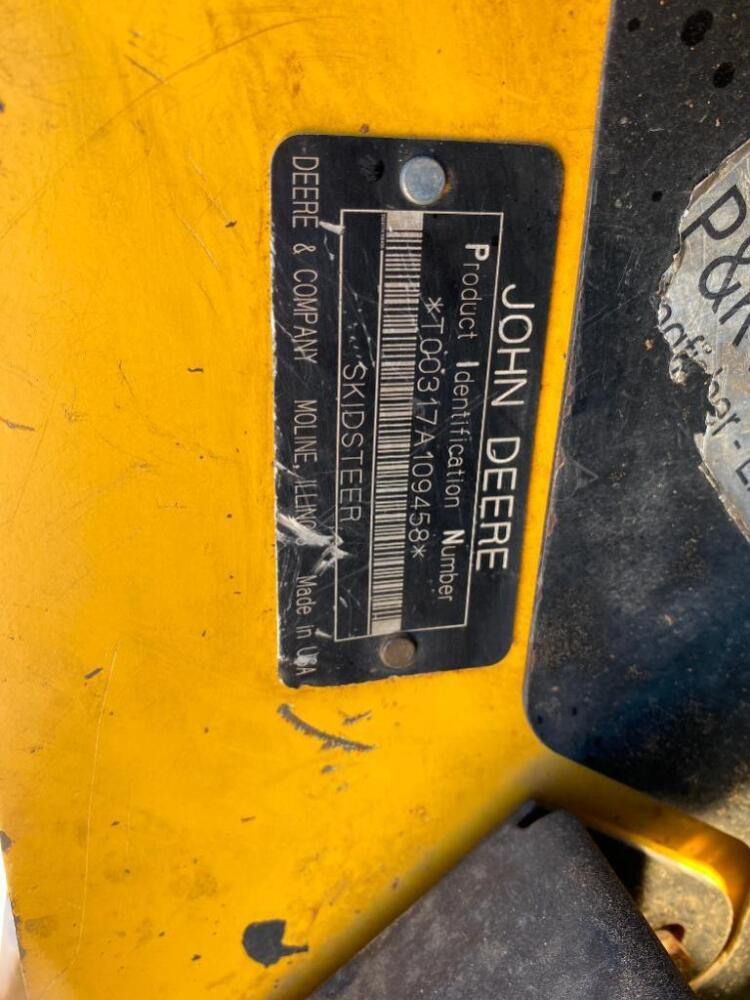 JOHN DEERE
Product Identification Number
*T00317A109458*
SKIDSTEER
DEERE & COMPANY MOLINE, ILLINOIS Made in USA
P&K